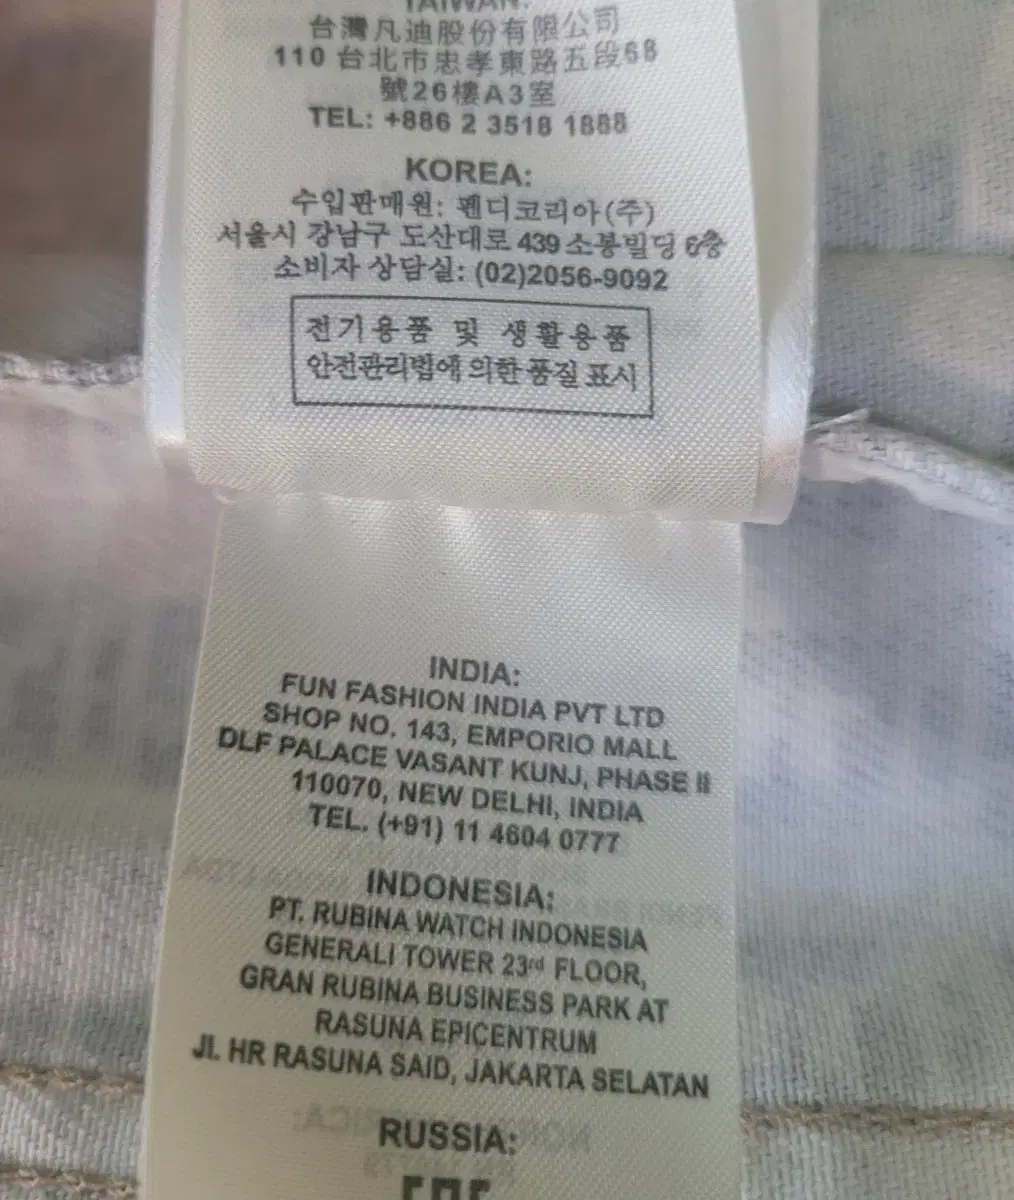 TAIWAN:
台灣凡迪股份有限公司
110 台北市忠孝東路五段68
號26樓A3室
TEL: +886 2 3518 1888
KOREA:
수입판매원: 펜디코리아(주)
서울시 강남구 도산대로 439 소봉빌딩 6층
소비자 상담실: (02)2056-9092
전기용품 및 생활용품
안전관리법에 의한 품질 표시
INDIA:
FUN FASHION INDIA PVT LTD
SHOP NO. 143, EMPORIO MALL
DLF PALACE VASANT KUNJ, PHASE II
110070, NEW DELHI, INDIA
TEL. (+91) 11 4604 0777
INDONESIA:
PT. RUBINA WATCH INDONESIA
GENERALI TOWER 23rd FLOOR,
GRAN RUBINA BUSINESS PARK AT
RASUNA EPICENTRUM
Jl. HR RASUNA SAID, JAKARTA SELATAN
RUSSIA: